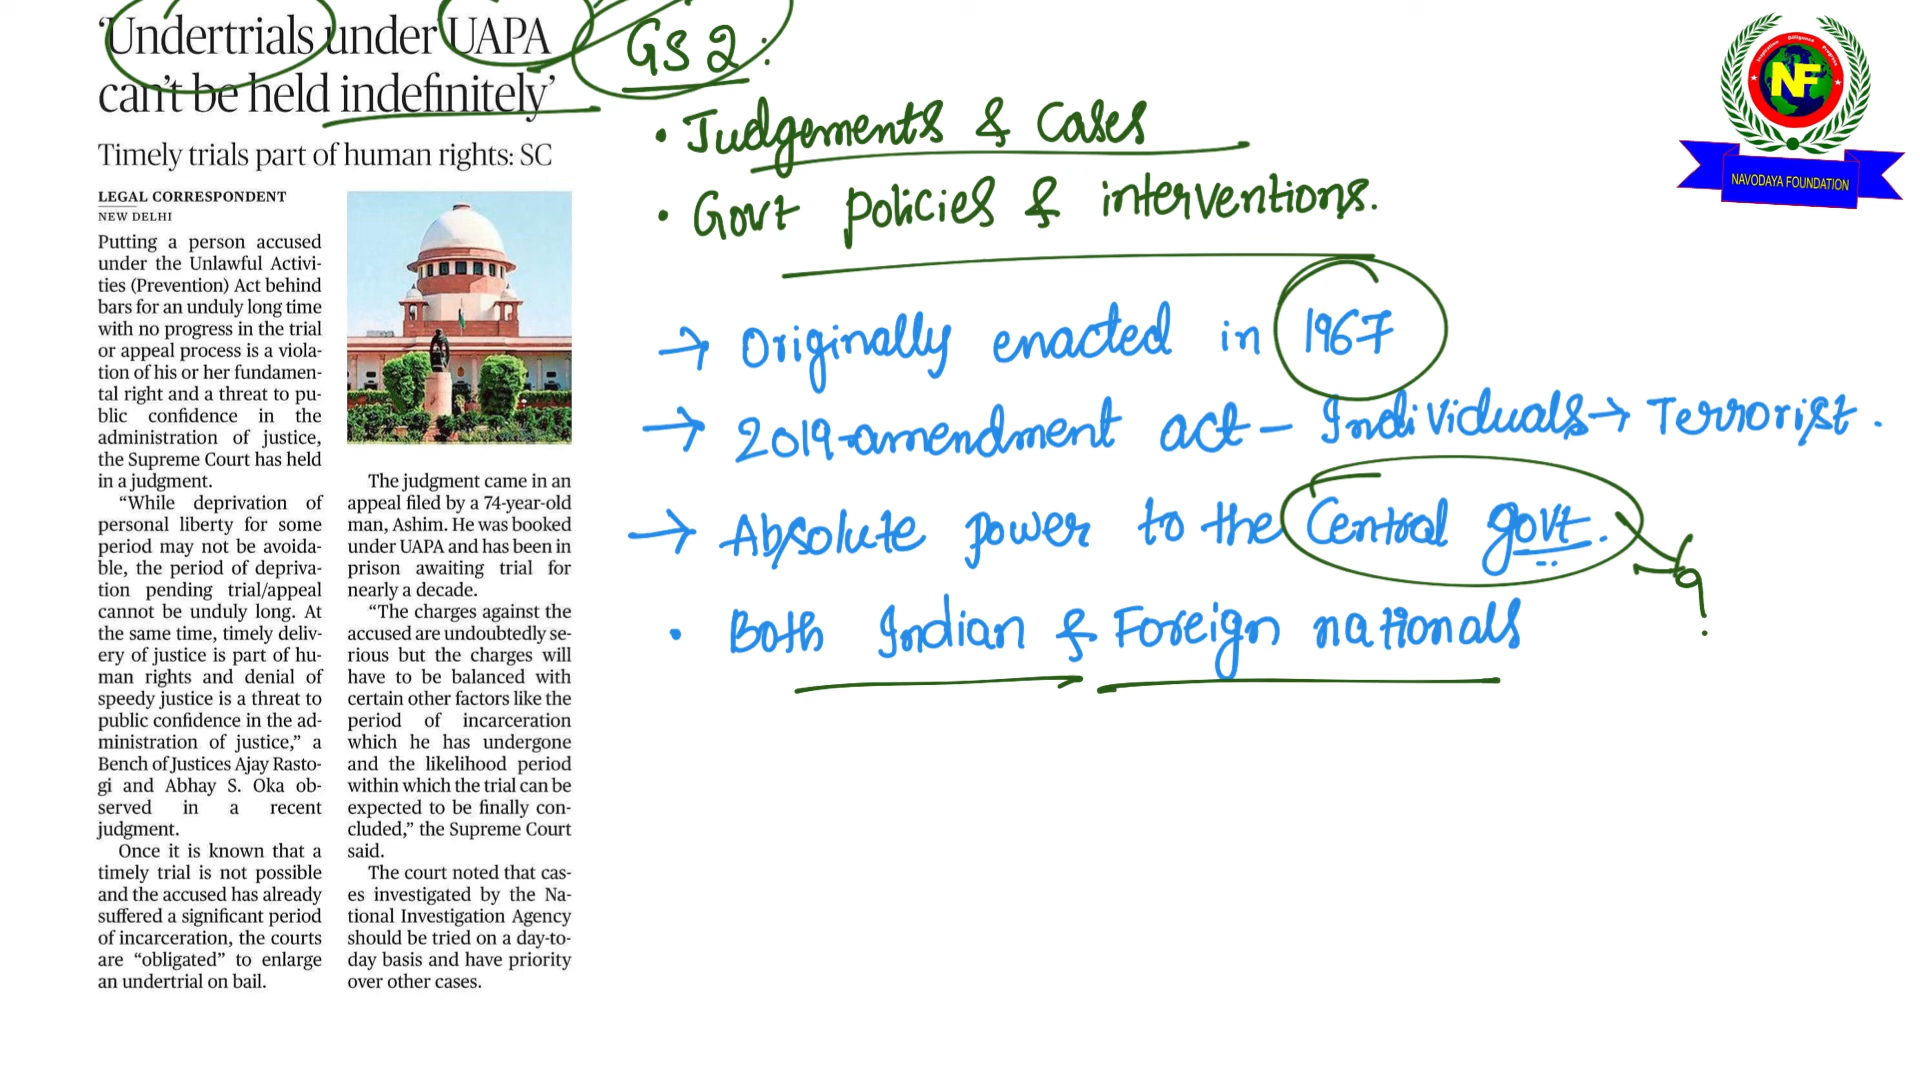 ‘Undertrials under UAPA
can’t be held indefinitely’
Timely trials part of human rights: SC
LEGAL CORRESPONDENT
NEW DELHI
Putting a person accused
under the Unlawful Activi-
ties (Prevention) Act behind
bars for an unduly long time
with no progress in the trial
or appeal process is a viola-
tion of his or her fundamen-
tal right and a threat to pu-
blic confidence in the
administration of justice,
the Supreme Court has held
in a judgment.
“While deprivation of
personal liberty for some
period may not be avoida-
ble, the period of depriva-
tion pending trial/appeal
cannot be unduly long. At
the same time, timely deliv-
ery of justice is part of hu-
man rights and denial of
speedy justice is a threat to
public confidence in the ad-
ministration of justice,” a
Bench of Justices Ajay Rasto-
gi and Abhay S. Oka ob-
served in a recent
judgment.
Once it is known that a
timely trial is not possible
and the accused has already
suffered a significant period
of incarceration, the courts
are “obligated” to enlarge
an undertrial on bail.
The judgment came in an
appeal filed by a 74-year-old
man, Ashim. He was booked
under UAPA and has been in
prison awaiting trial for
nearly a decade.
“The charges against the
accused are undoubtedly se-
rious but the charges will
have to be balanced with
certain other factors like the
period of incarceration
which he has undergone
and the likelihood period
within which the trial can be
expected to be finally con-
cluded,” the Supreme Court
said.
The court noted that cas-
es investigated by the Na-
tional Investigation Agency
should be tried on a day-to-
day basis and have priority
over other cases.
GS 2:
• Judgements & Cases
• Govt policies & interventions.
→ Originally enacted in 1967
→ 2019-amendment act – Individuals → Terrorist.
→ Absolute power to the Central govt.
• Both Indian & Foreign nationals
NF
NAVODAYA FOUNDATION